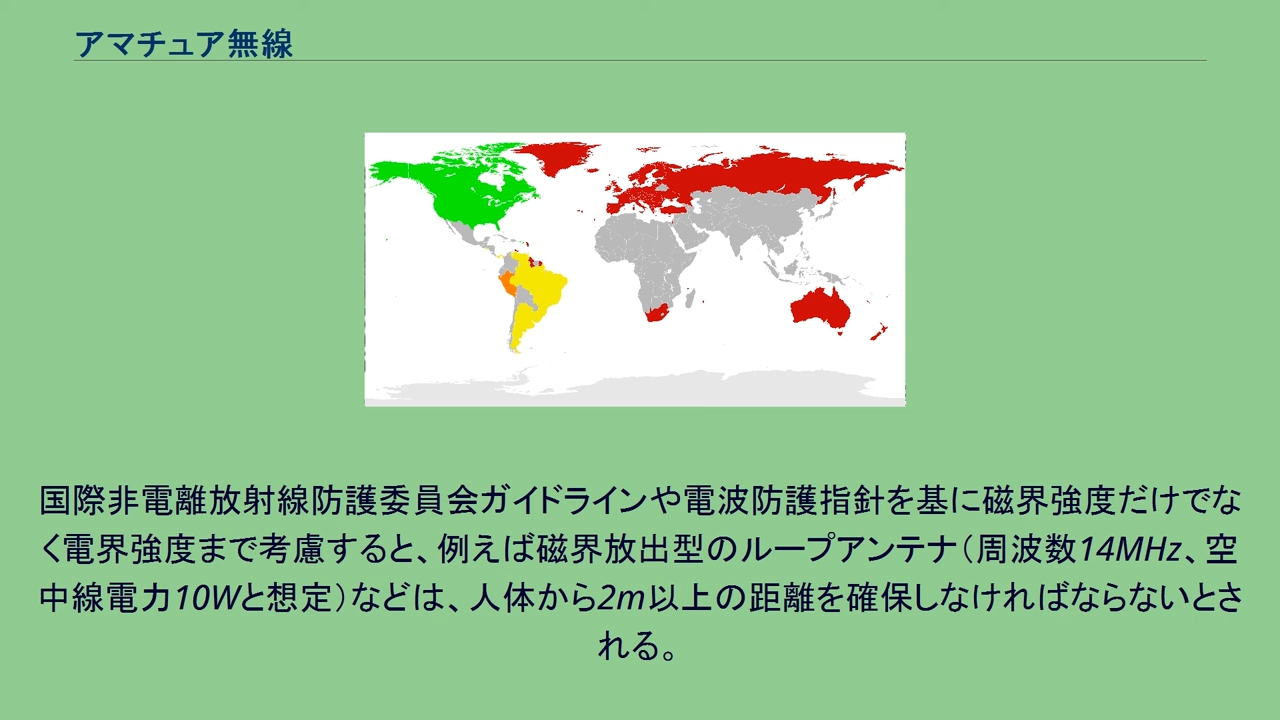 アマチュア無線
国際非電離放射線防護委員会ガイドラインや電波防護指針を基に磁界強度だけでな
く電界強度まで考慮すると、例えば磁界放出型のループアンテナ（周波数14MHz、空
中線電力10Wと想定）などは、人体から2m以上の距離を確保しなければならないとさ
れる。